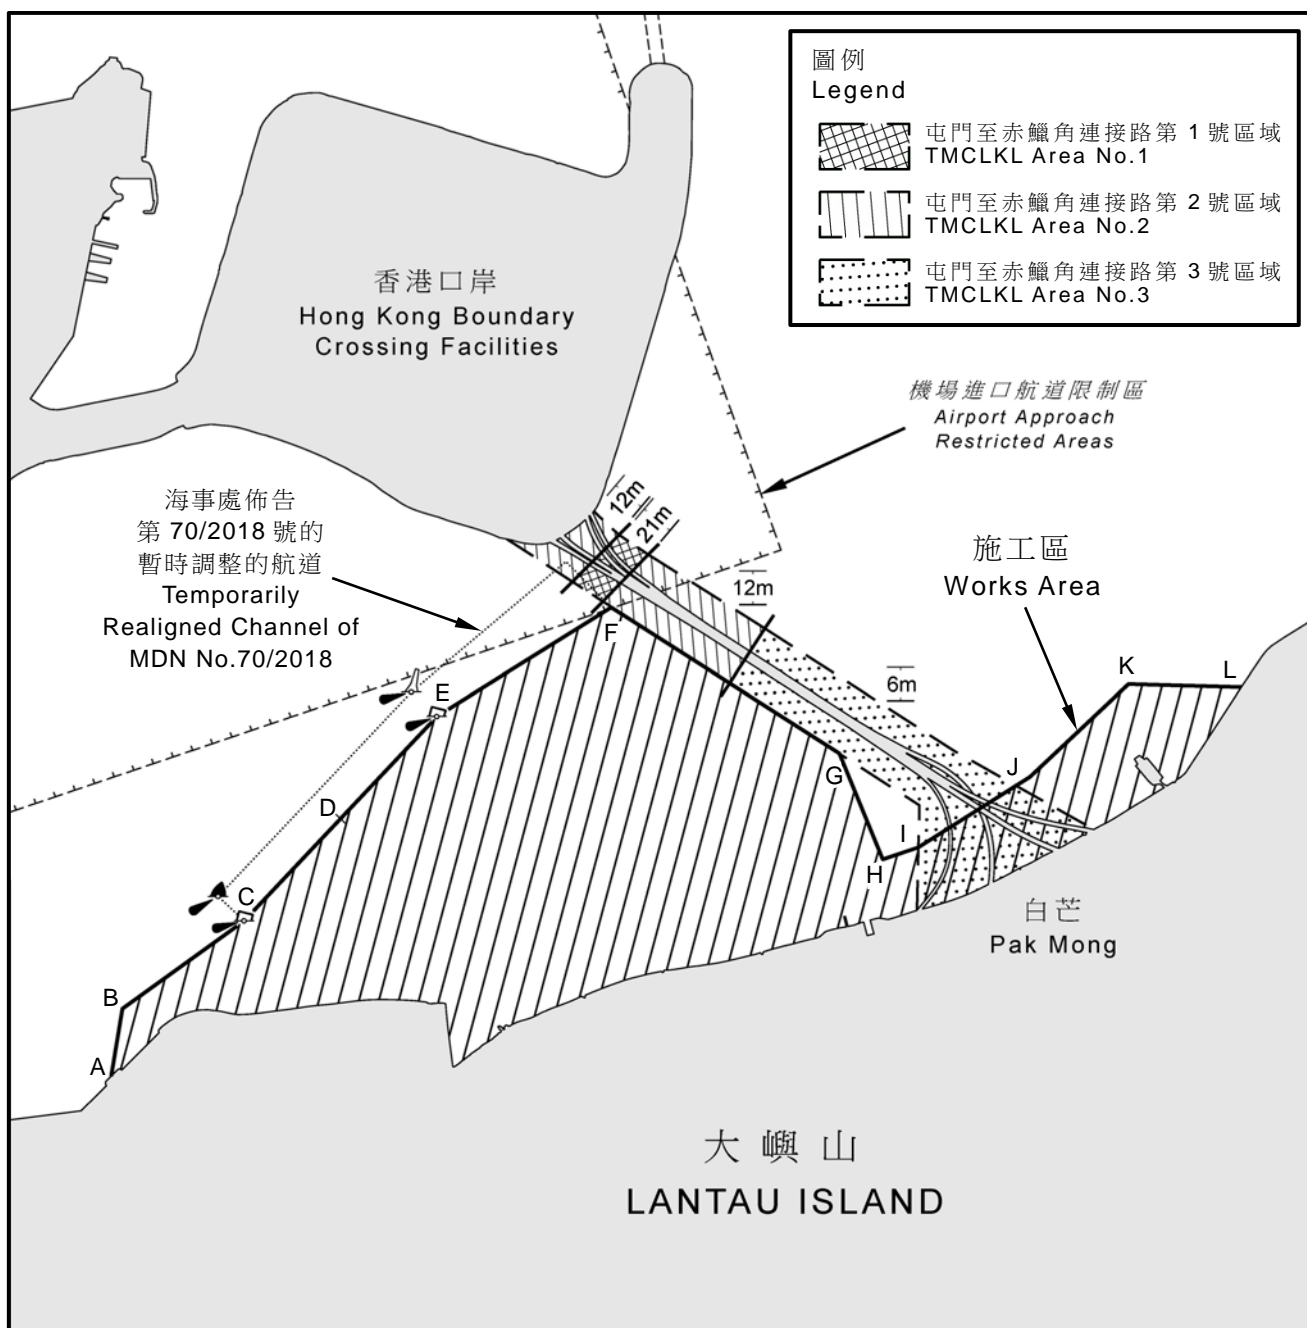 圖例
Legend
屯門至赤鱲角連接路第 1 號區域
TMCLKL Area No.1
屯門至赤鱲角連接路第 2 號區域
TMCLKL Area No.2
屯門至赤鱲角連接路第 3 號區域
TMCLKL Area No.3
香港口岸
Hong Kong Boundary
Crossing Facilities
機場進口航道限制區
Airport Approach
Restricted Areas
海事處佈告
第 70/2018 號的
暫時調整的航道
Temporarily
Realigned Channel of
MDN No.70/2018
12m
21m
12m
6m
施工區
Works Area
A
B
C
D
E
F
G
H
I
J
K
L
白芒
Pak Mong
大嶼山
LANTAU ISLAND